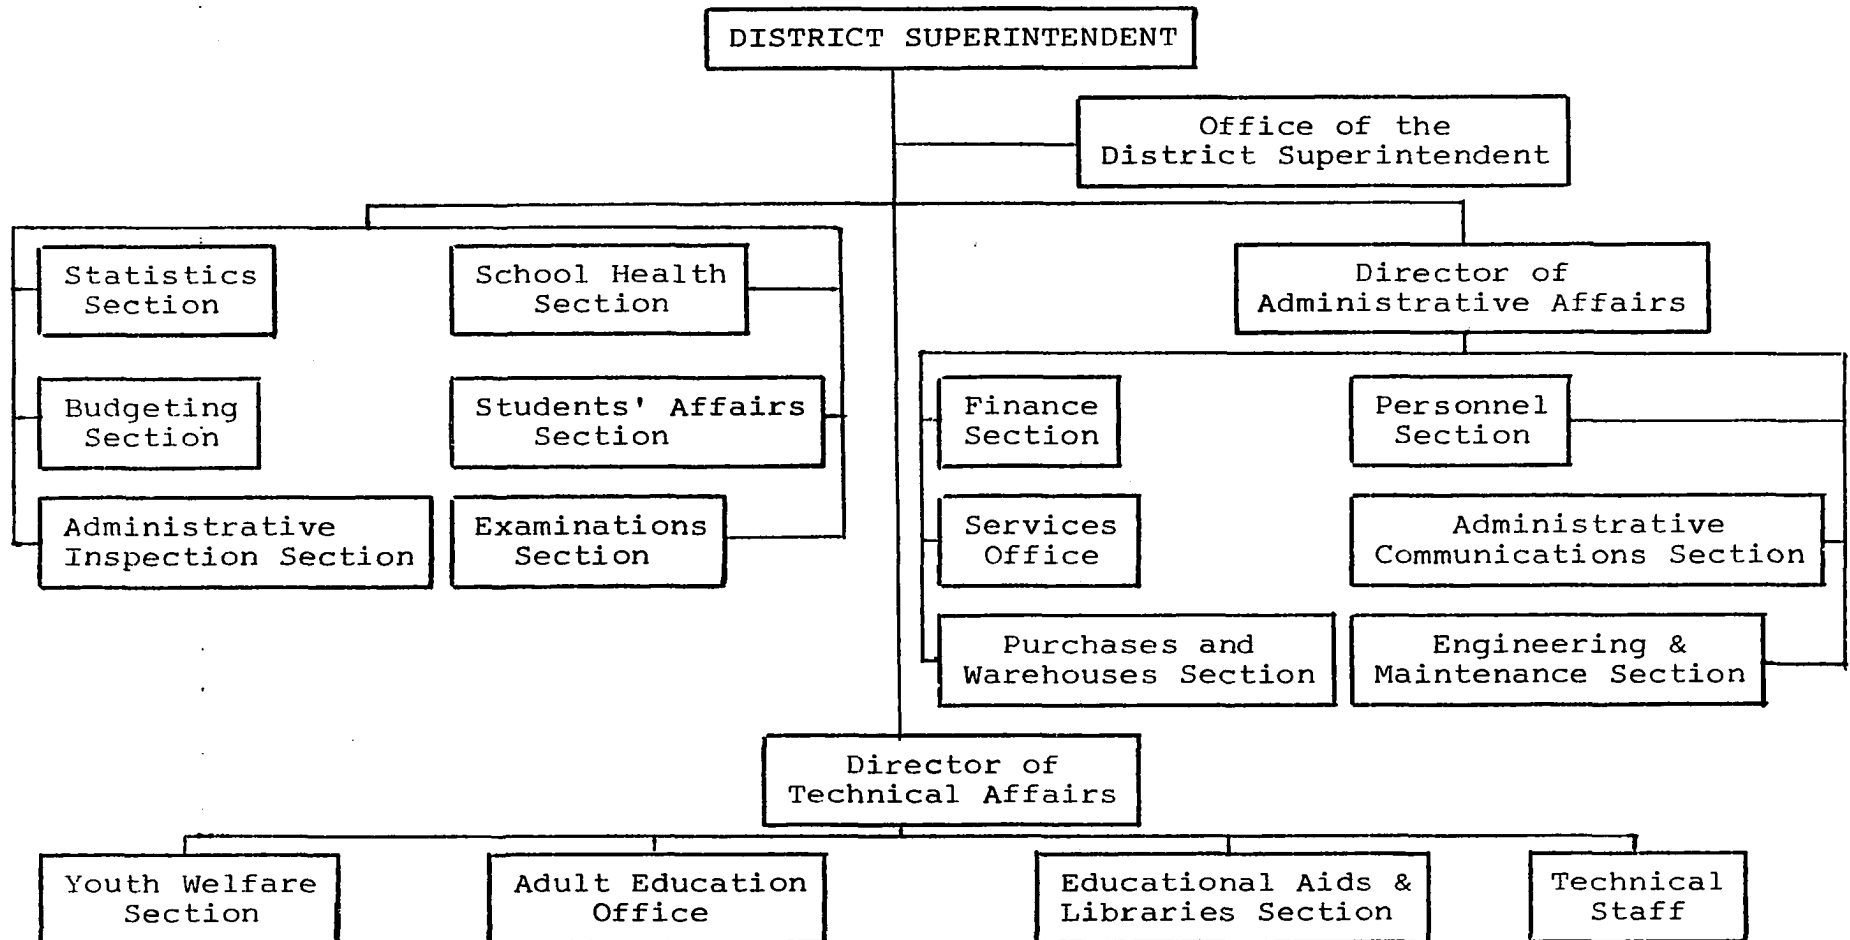 DISTRICT SUPERINTENDENT
Office of the
District Superintendent
Statistics
Section
School Health
Section
Director of
Administrative Affairs
Budgeting
Section
Students' Affairs
Section
Finance
Section
Personnel
Section
Administrative
Inspection Section
Examinations
Section
Services
Office
Administrative
Communications Section
Purchases and
Warehouses Section
Engineering &
Maintenance Section
Director of
Technical Affairs
Youth Welfare
Section
Adult Education
Office
Educational Aids &
Libraries Section
Technical
Staff